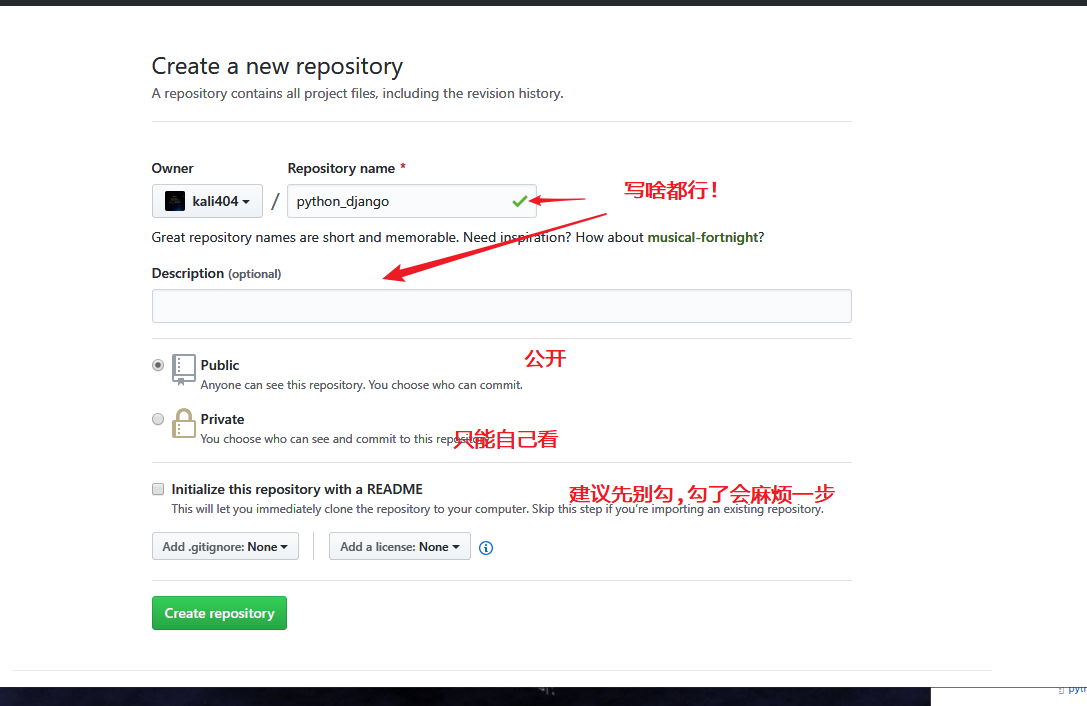 Create a new repository
A repository contains all project files, including the revision history.
Owner
Repository name *
kali404
/
python_django
写啥都行！
Great repository names are short and memorable. Need inspiration? How about musical-fortnight?
Description (optional)
Public
公开
Anyone can see this repository. You choose who can commit.
Private
You choose who can see and commit to this repository.
只能自己看
Initialize this repository with a README
建议先别勾,勾了会麻烦一步
This will let you immediately clone the repository to your computer. Skip this step if you're importing an existing repository.
Add .gitignore: None
Add a license: None
Create repository